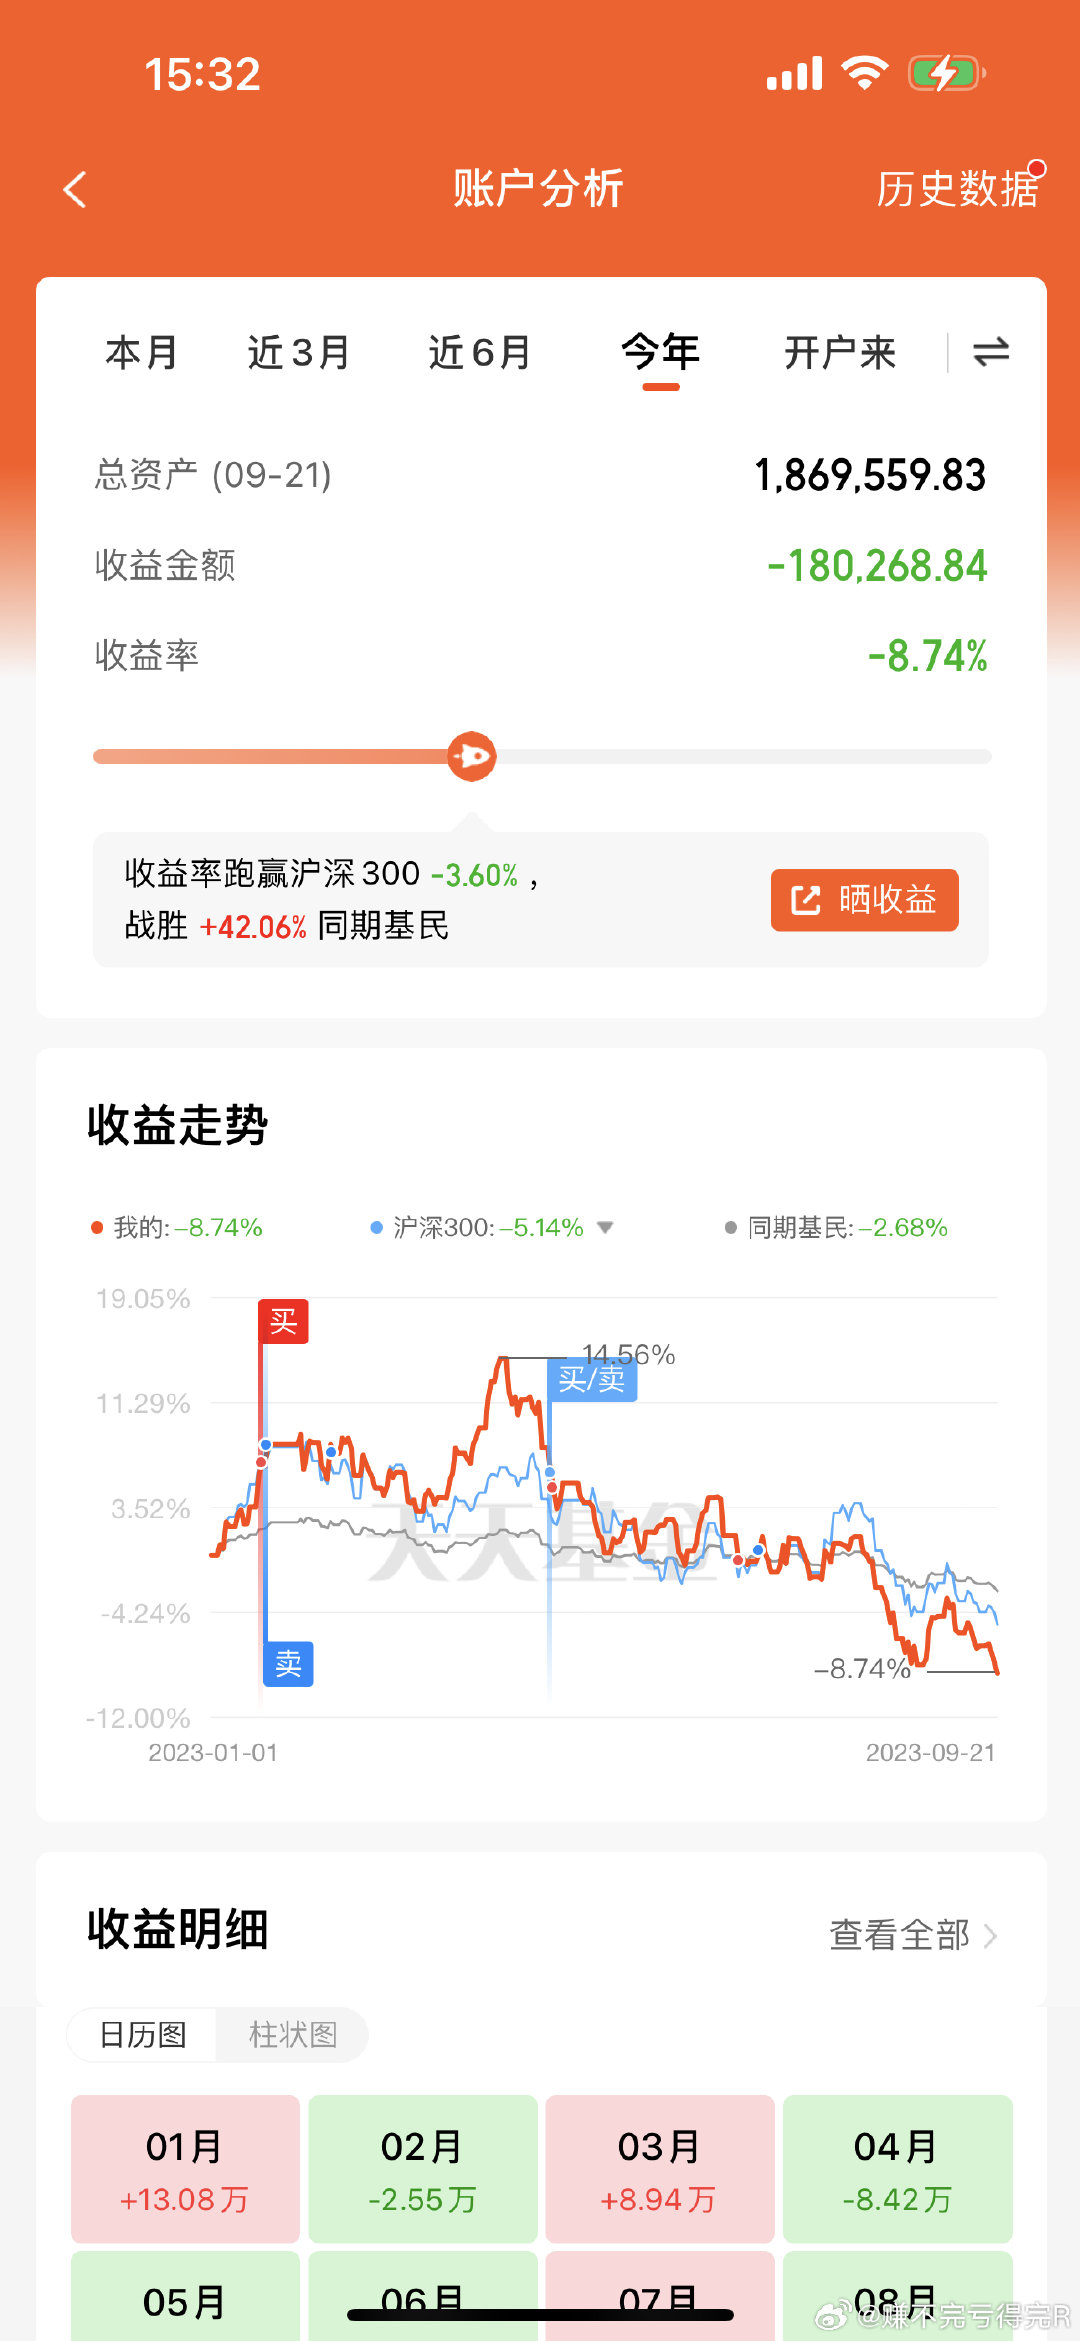 15:32
账户分析
历史数据
本月 近3月 近6月 今年 开户来
总资产 (09-21) 1,869,559.83
收益金额 -180,268.84
收益率 -8.74%
收益率跑赢沪深300 -3.60% ,
战胜 +42.06% 同期基民
晒收益
收益走势
我的:-8.74% 沪深300:-5.14% 同期基民:-2.68%
19.05%
买
14.56%
买/卖
11.29%
3.52%
天天基金
-4.24%
卖
-8.74%
-12.00%
2023-01-01 2023-09-21
收益明细 查看全部
日历图 柱状图
01月 02月 03月 04月
+13.08万 -2.55万 +8.94万 -8.42万
05月 06月 07月 08月
@赚不完亏得完R